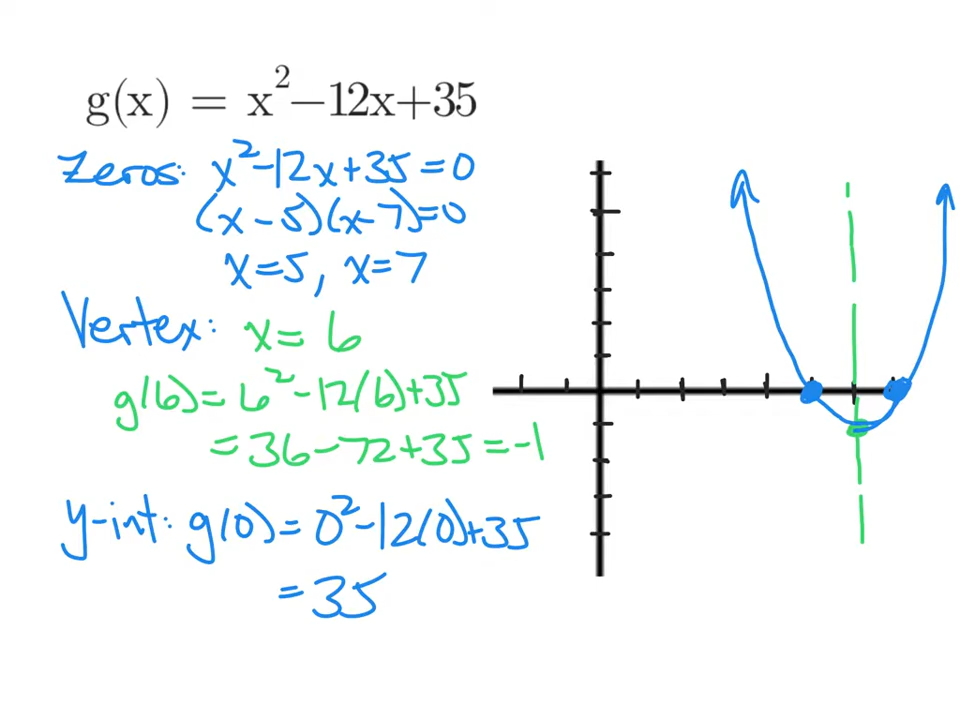 g(x) = x²−12x+35
Zeros: x²-12x+35=0
(x-5)(x-7)=0
x=5, x=7
Vertex: x=6
g(6)=6²-12(6)+35
=36-72+35=-1
y-int: g(0)=0²-12(0)+35
=35